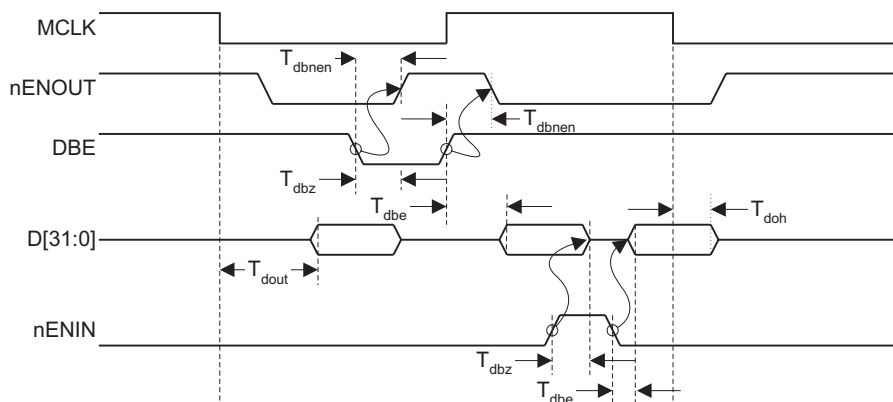 MCLK
T_dbnen
nENOUT
T_dbnen
DBE
T_dbz
T_dbe
T_doh
D[31:0]
T_dout
nENIN
T_dbz
T_dbe